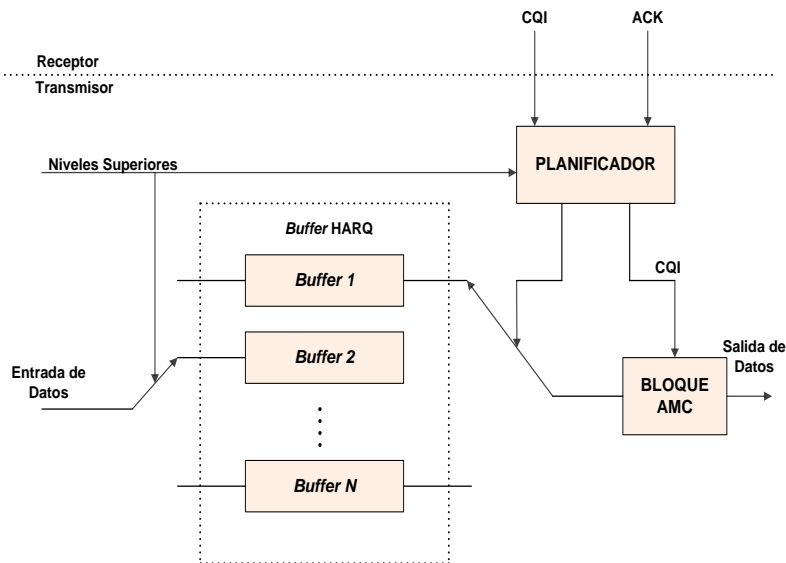 CQI
ACK
Receptor
Transmisor
Niveles Superiores
PLANIFICADOR
Buffer HARQ
Buffer 1
CQI
Buffer 2
Salida de
Datos
Entrada de
Datos
BLOQUE
AMC
Buffer N